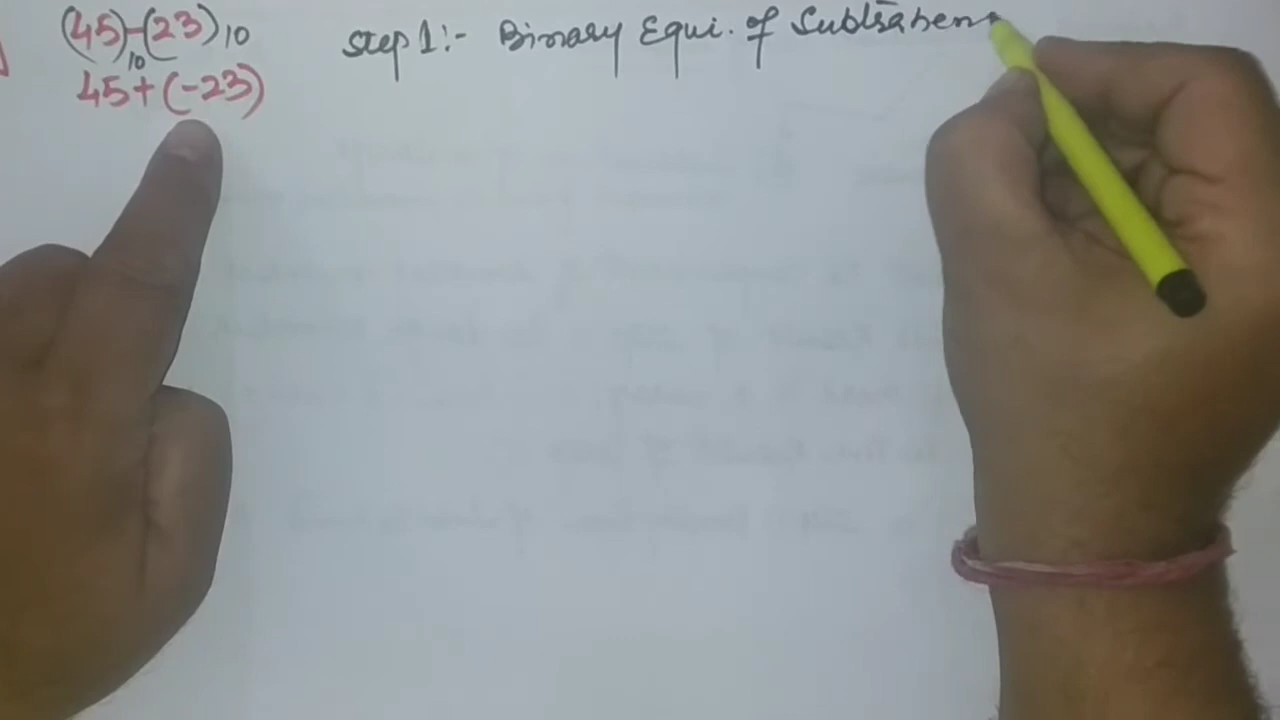 (45)10-(23)10
45+(-23)
Step 1:- Binary Equi. of Subtrahen